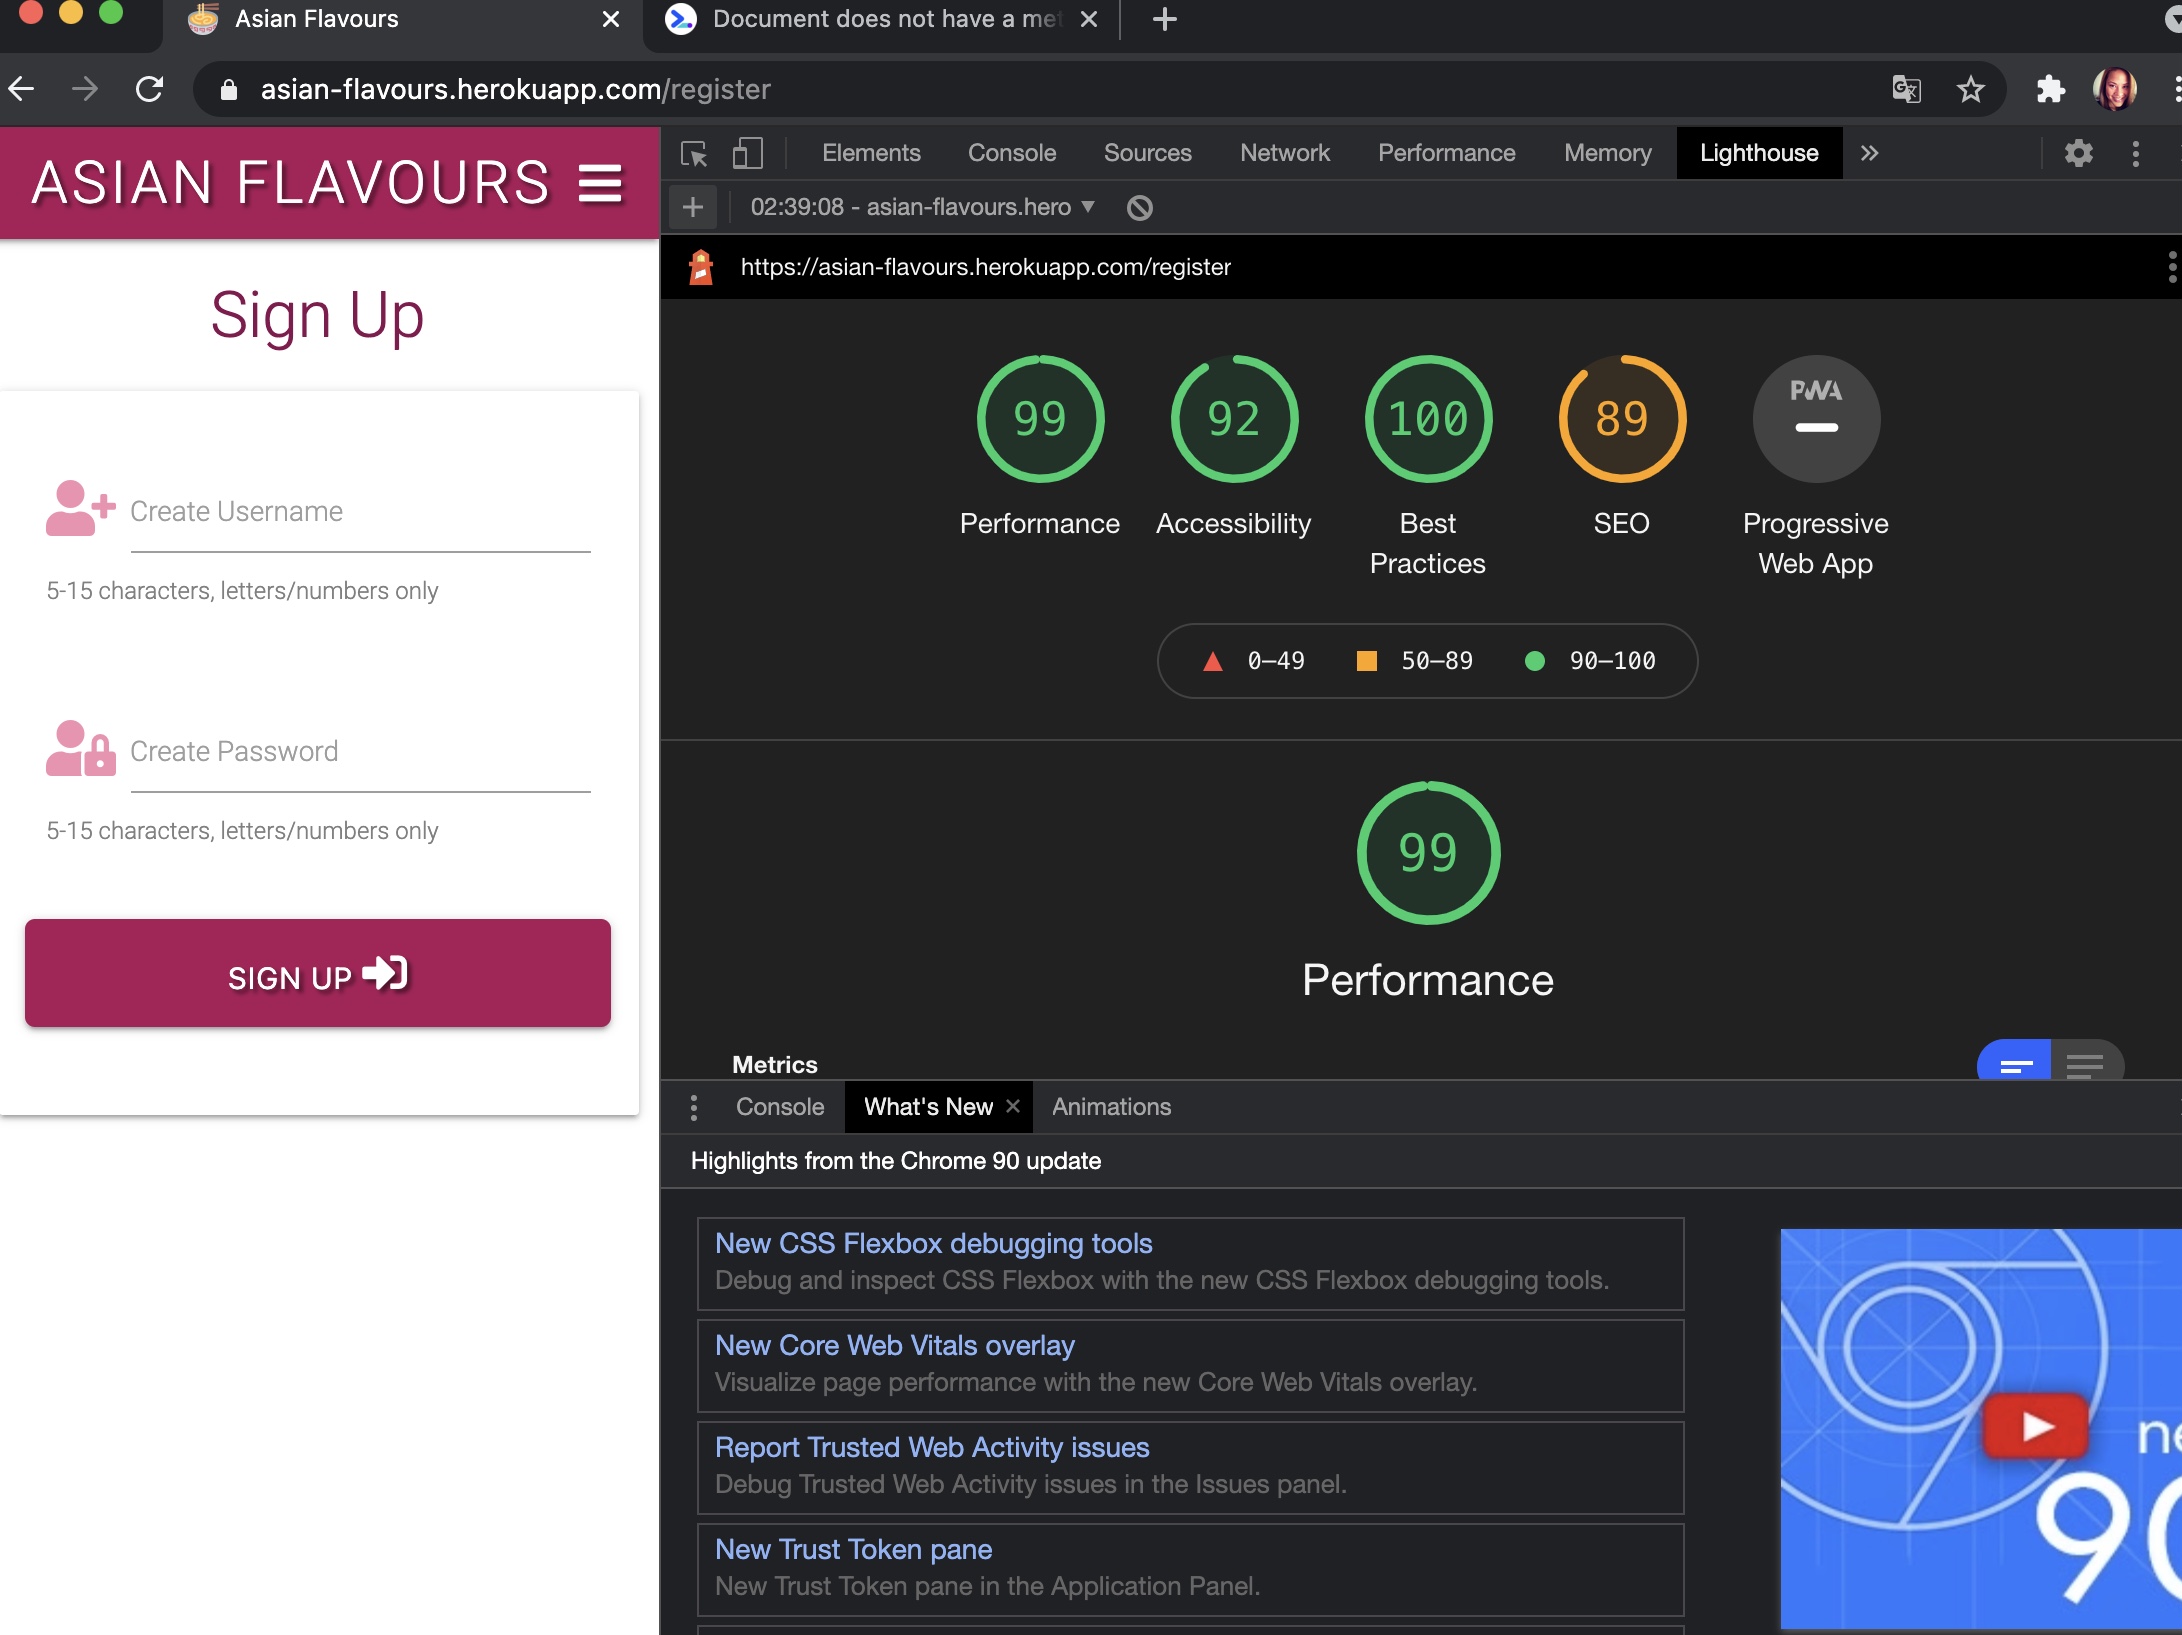 Asian Flavours
Document does not have a met
asian-flavours.herokuapp.com/register
ASIAN FLAVOURS
Sign Up
Create Username
5-15 characters, letters/numbers only
Create Password
5-15 characters, letters/numbers only
SIGN UP
Elements Console Sources Network Performance Memory Lighthouse
02:39:08 - asian-flavours.hero
https://asian-flavours.herokuapp.com/register
99 92 100 89 PWA
Performance Accessibility Best Practices SEO Progressive Web App
0–49 50–89 90–100
99
Performance
Metrics
Console What's New Animations
Highlights from the Chrome 90 update
New CSS Flexbox debugging tools
Debug and inspect CSS Flexbox with the new CSS Flexbox debugging tools.
New Core Web Vitals overlay
Visualize page performance with the new Core Web Vitals overlay.
Report Trusted Web Activity issues
Debug Trusted Web Activity issues in the Issues panel.
New Trust Token pane
New Trust Token pane in the Application Panel.
ne
90